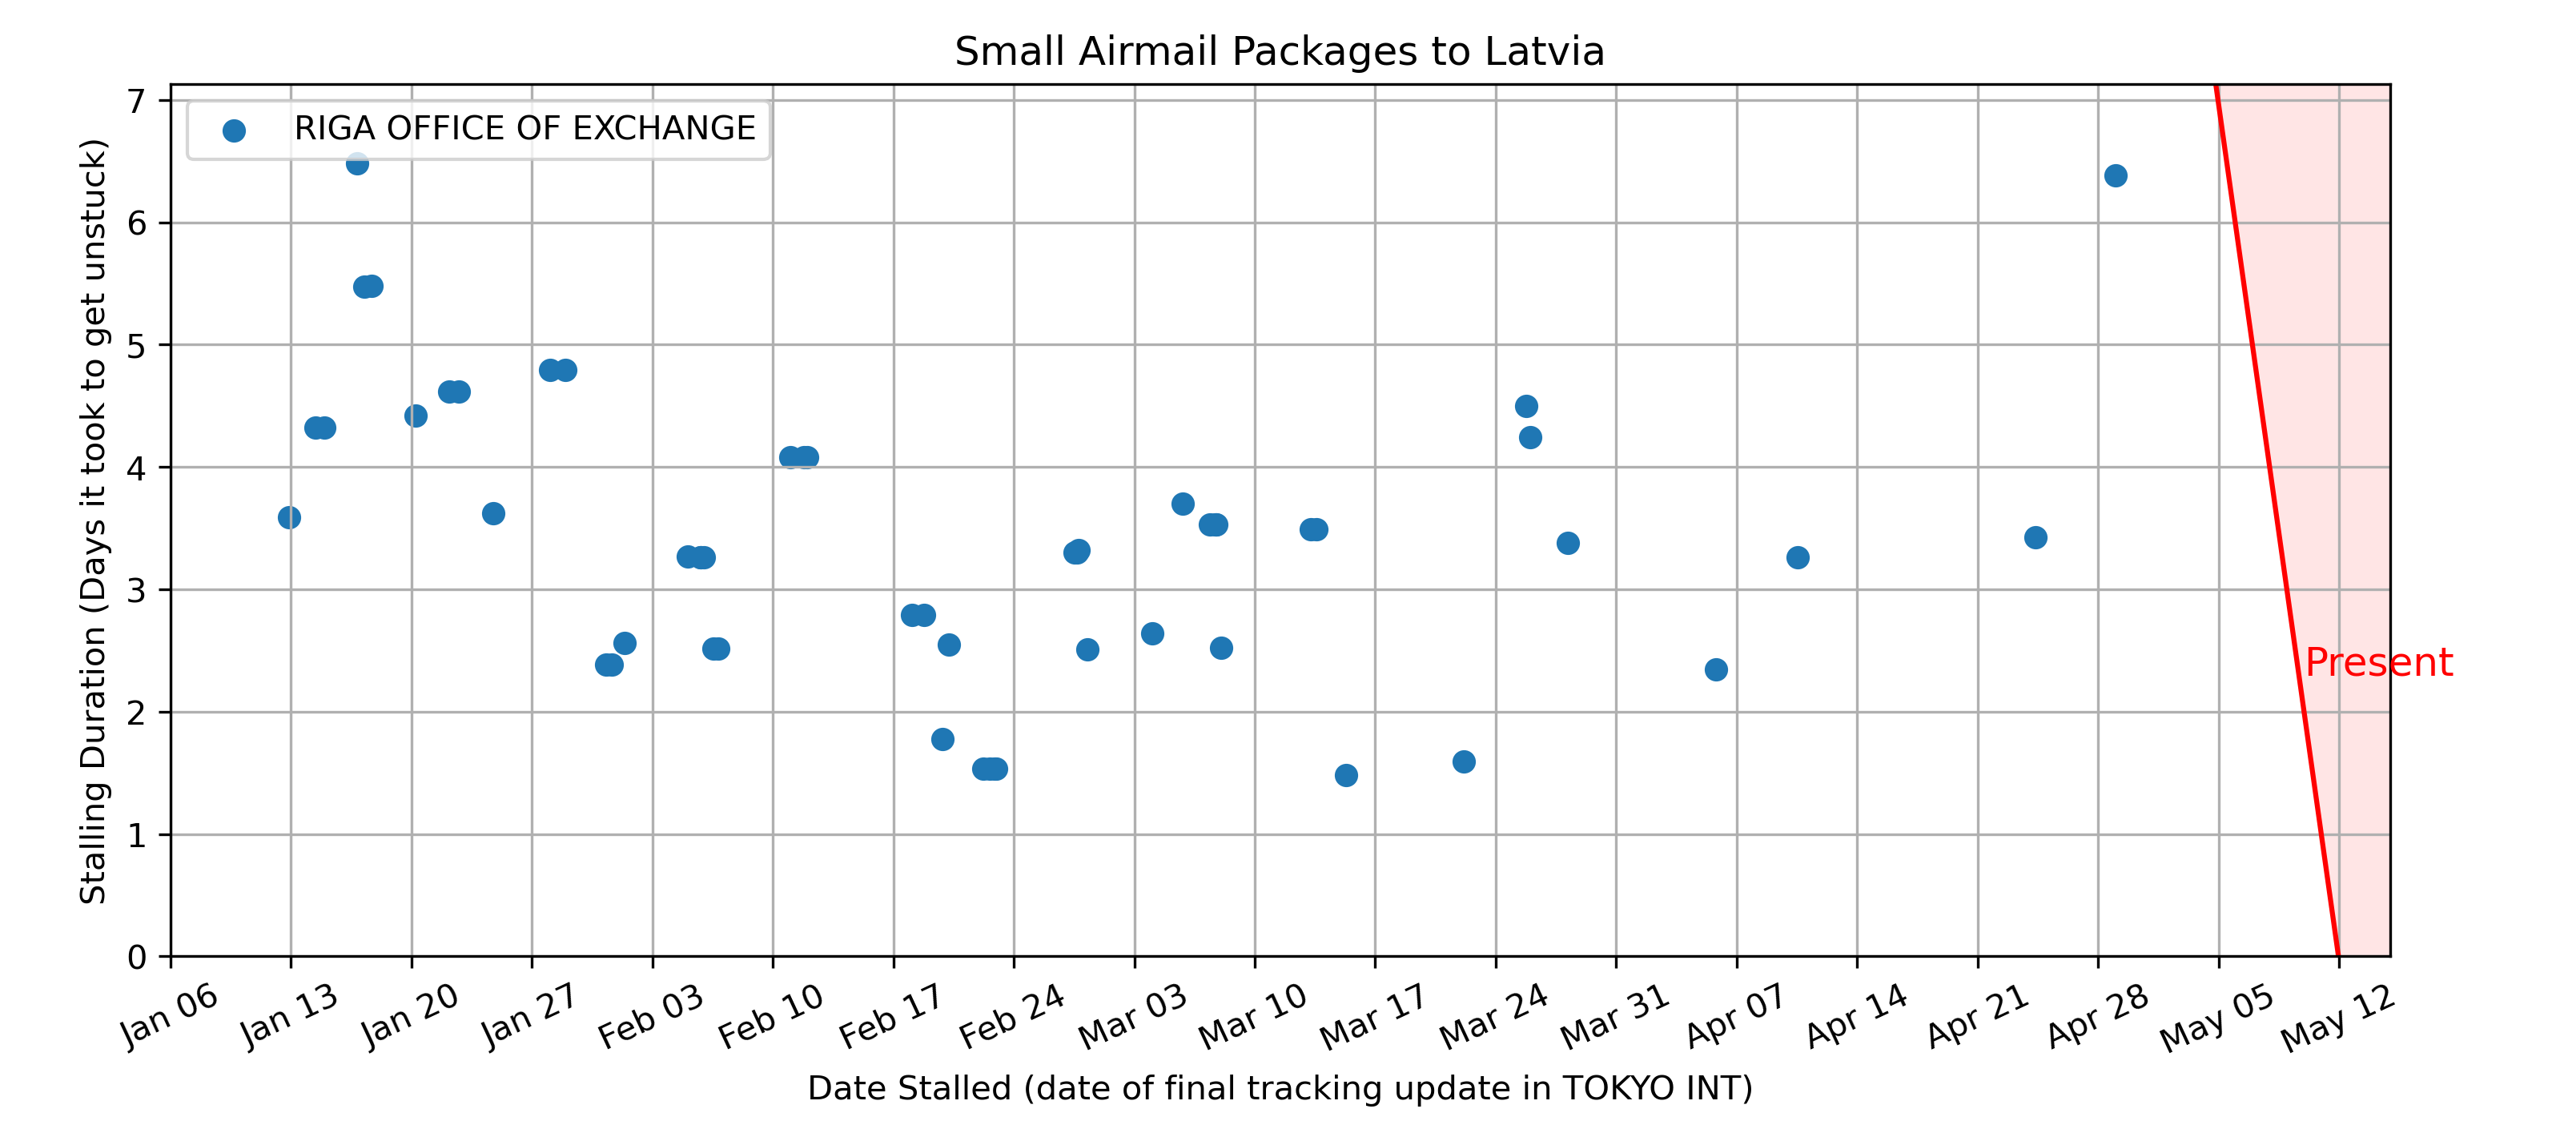 Small Airmail Packages to Latvia
RIGA OFFICE OF EXCHANGE
Stalling Duration (Days it took to get unstuck)
7
6
5
4
3
2
1
0
Present
Jan 06
Jan 13
Jan 20
Jan 27
Feb 03
Feb 10
Feb 17
Feb 24
Mar 03
Mar 10
Mar 17
Mar 24
Mar 31
Apr 07
Apr 14
Apr 21
Apr 28
May 05
May 12
Date Stalled (date of final tracking update in TOKYO INT)